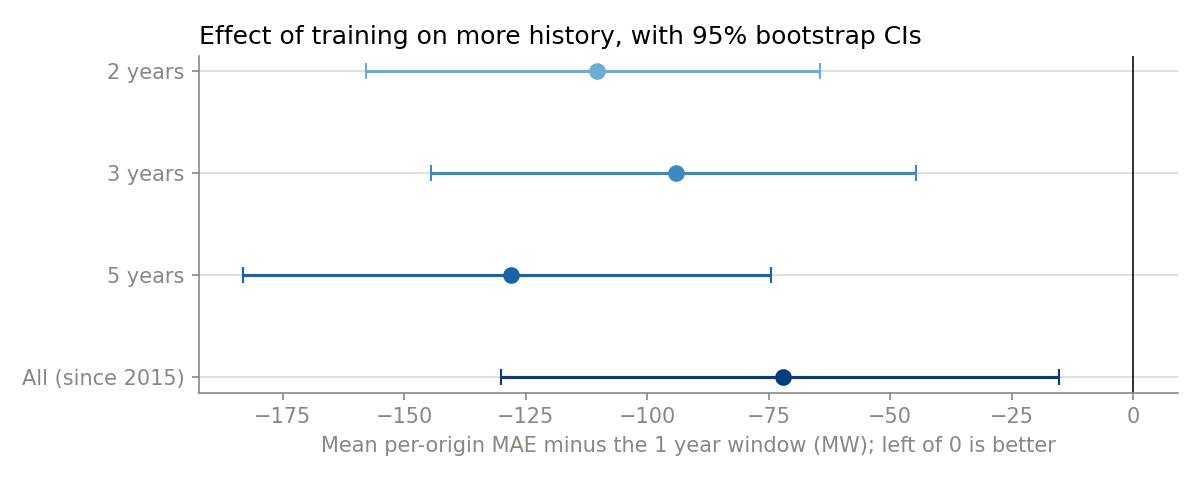 Effect of training on more history, with 95% bootstrap CIs
2 years
3 years
5 years
All (since 2015)
−175 −150 −125 −100 −75 −50 −25 0
Mean per-origin MAE minus the 1 year window (MW); left of 0 is better